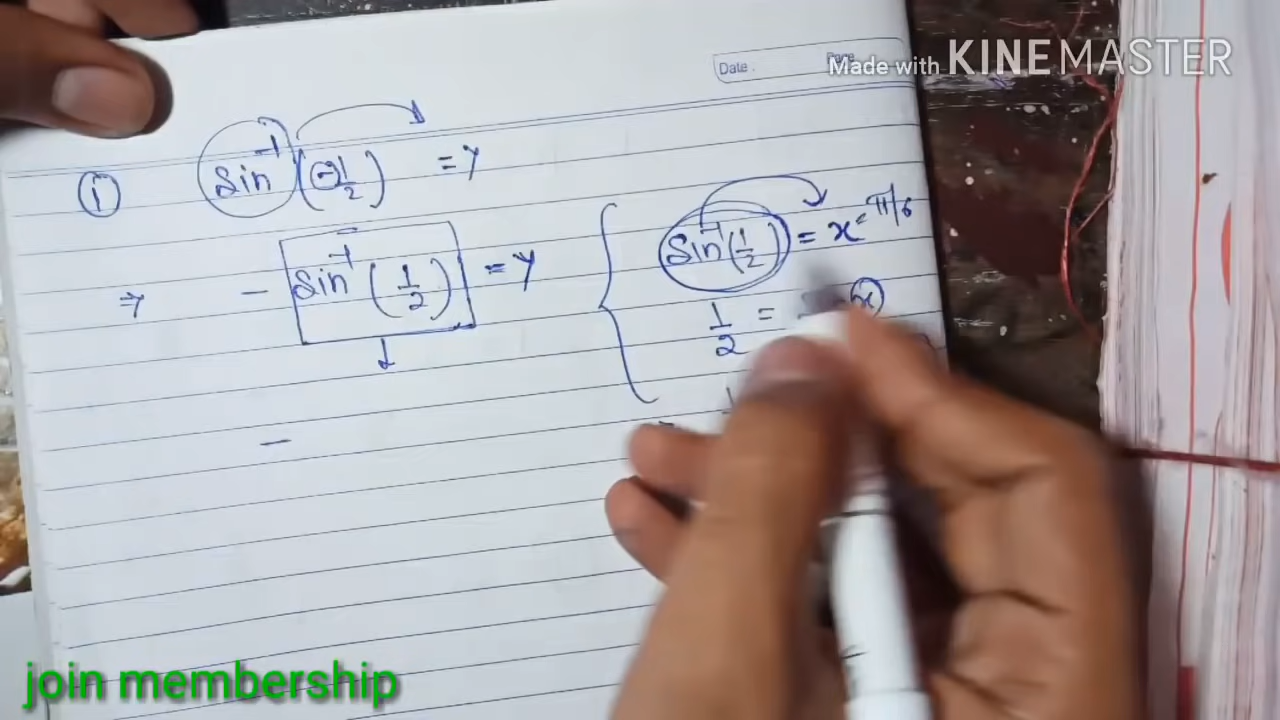 Date .
Made with KINEMASTER
① sin⁻¹(-1/2) = y
⇒ - sin⁻¹(1/2) = y
-
sin⁻¹(1/2) = x = π/6
1/2 =
x
join membership